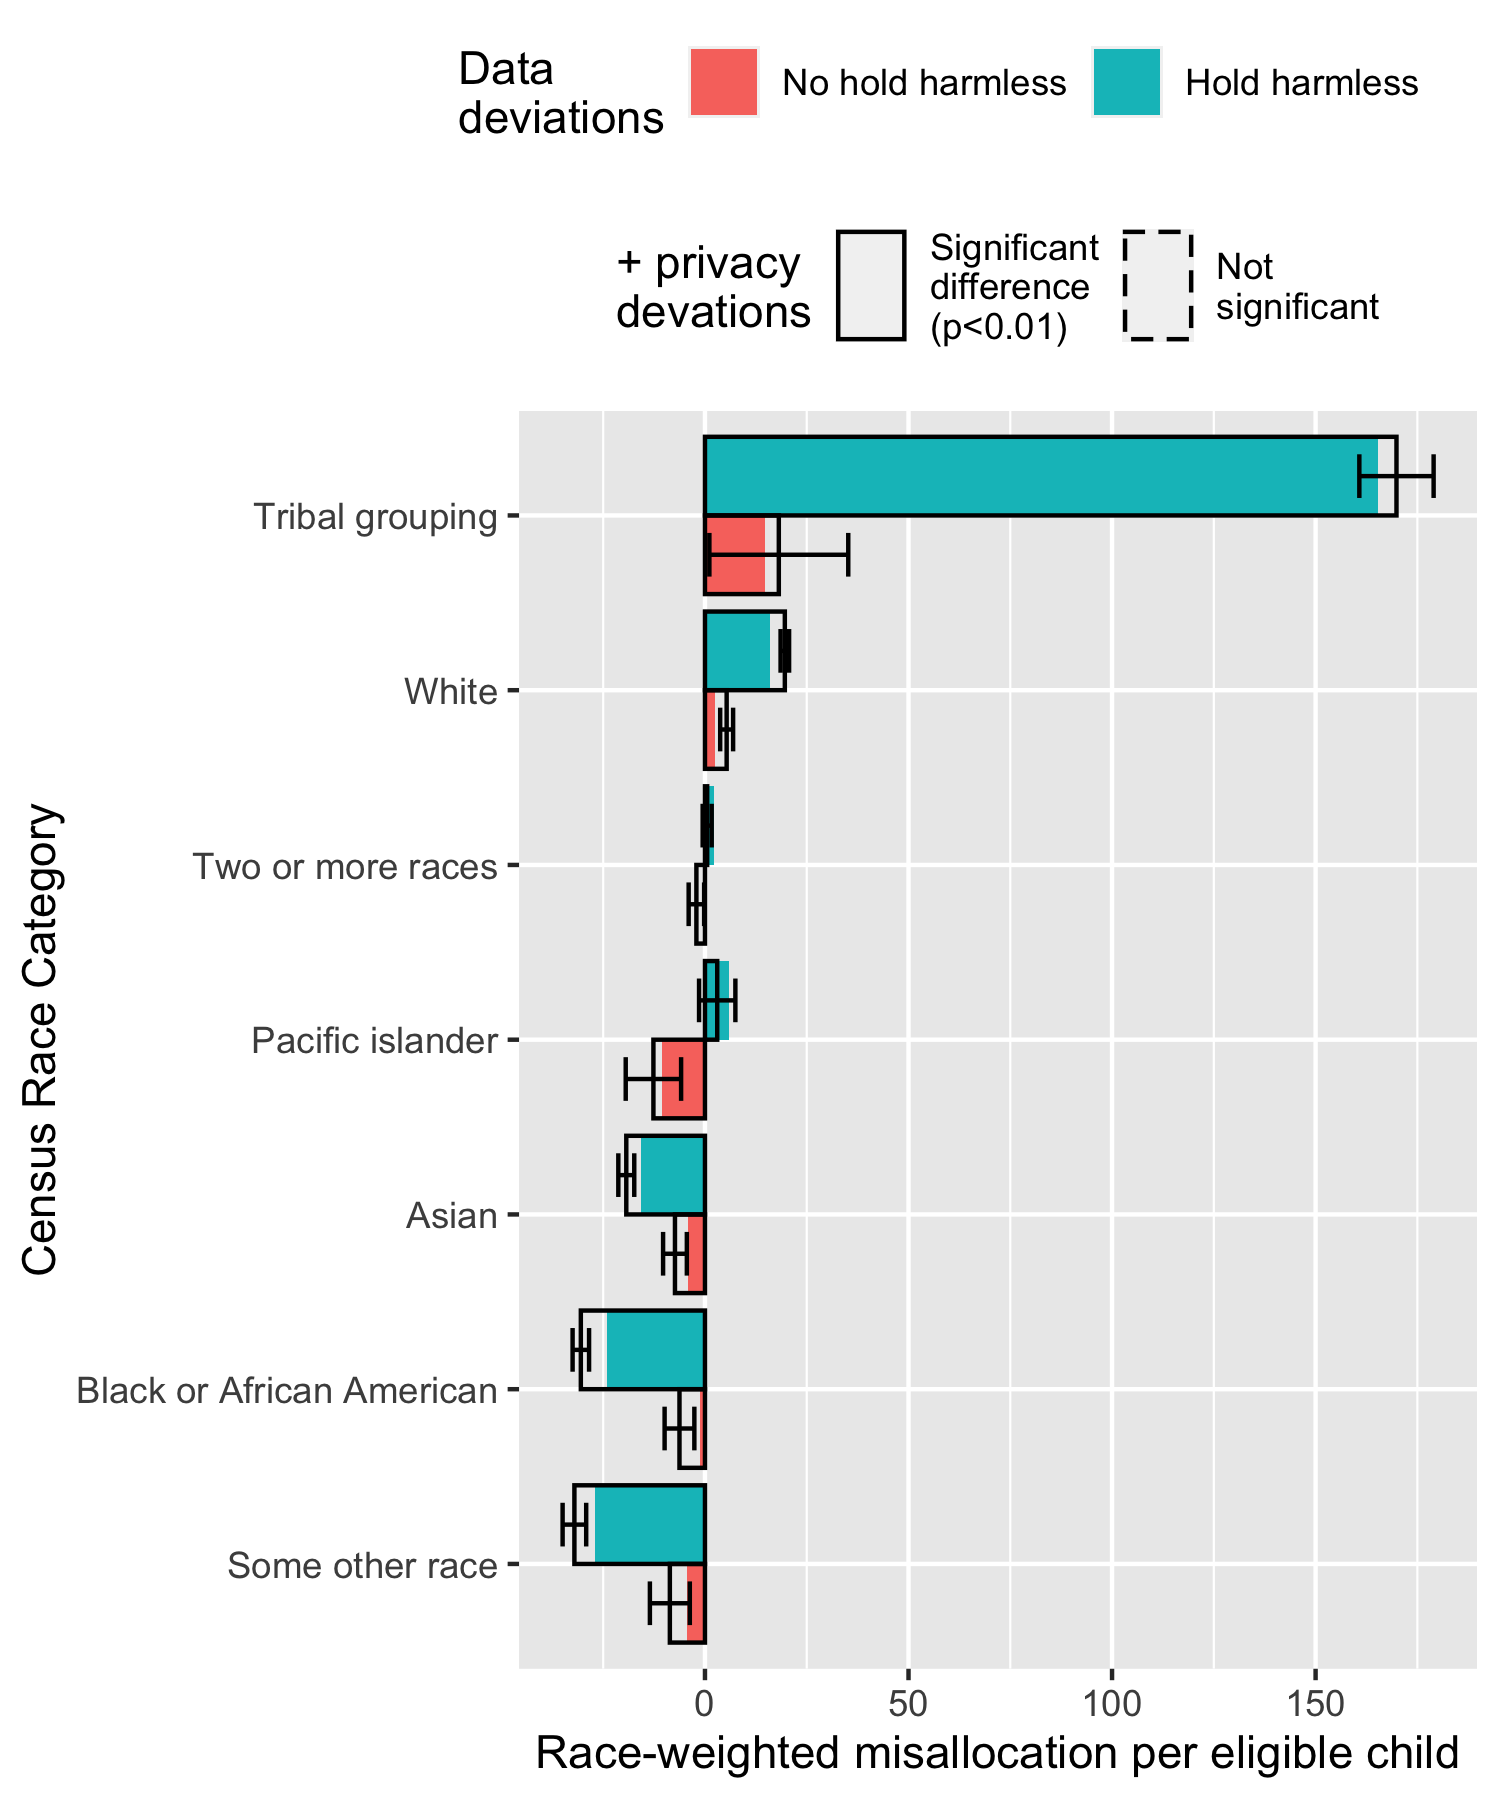 Data
deviations
No hold harmless
Hold harmless
+ privacy
devations
Significant
difference
(p<0.01)
Not
significant
Census Race Category
Tribal grouping
White
Two or more races
Pacific islander
Asian
Black or African American
Some other race
0
50
100
150
Race-weighted misallocation per eligible child